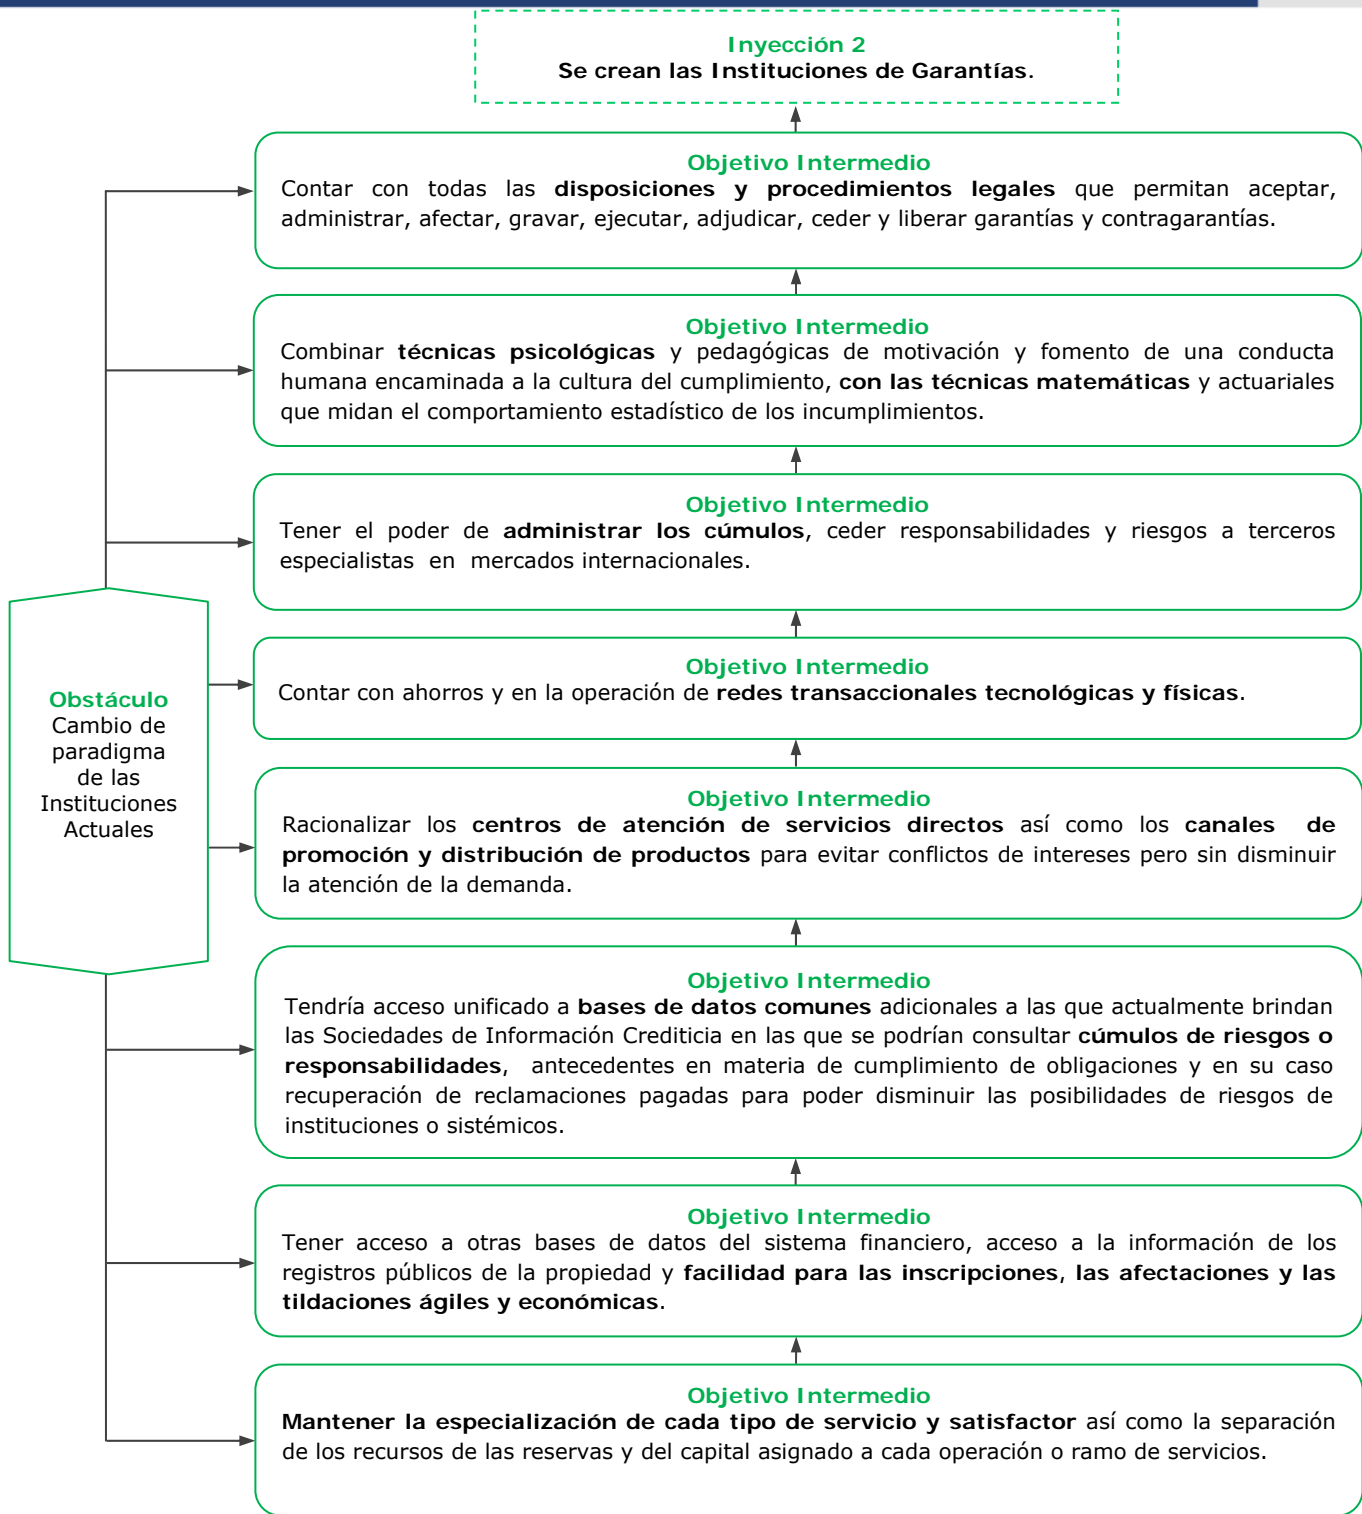 Inyección 2
Se crean las Instituciones de Garantías.
Objetivo Intermedio
Contar con todas las disposiciones y procedimientos legales que permitan aceptar,
administrar, afectar, gravar, ejecutar, adjudicar, ceder y liberar garantías y contragarantías.
Objetivo Intermedio
Combinar técnicas psicológicas y pedagógicas de motivación y fomento de una conducta
humana encaminada a la cultura del cumplimiento, con las técnicas matemáticas y actuariales
que midan el comportamiento estadístico de los incumplimientos.
Objetivo Intermedio
Tener el poder de administrar los cúmulos, ceder responsabilidades y riesgos a terceros
especialistas en mercados internacionales.
Obstáculo
Cambio de
paradigma
de las
Instituciones
Actuales
Objetivo Intermedio
Contar con ahorros y en la operación de redes transaccionales tecnológicas y físicas.
Objetivo Intermedio
Racionalizar los centros de atención de servicios directos así como los canales de
promoción y distribución de productos para evitar conflictos de intereses pero sin disminuir
la atención de la demanda.
Objetivo Intermedio
Tendría acceso unificado a bases de datos comunes adicionales a las que actualmente brindan
las Sociedades de Información Crediticia en las que se podrían consultar cúmulos de riesgos o
responsabilidades, antecedentes en materia de cumplimiento de obligaciones y en su caso
recuperación de reclamaciones pagadas para poder disminuir las posibilidades de riesgos de
instituciones o sistémicos.
Objetivo Intermedio
Tener acceso a otras bases de datos del sistema financiero, acceso a la información de los
registros públicos de la propiedad y facilidad para las inscripciones, las afectaciones y las
tildaciones ágiles y económicas.
Objetivo Intermedio
Mantener la especialización de cada tipo de servicio y satisfactor así como la separación
de los recursos de las reservas y del capital asignado a cada operación o ramo de servicios.